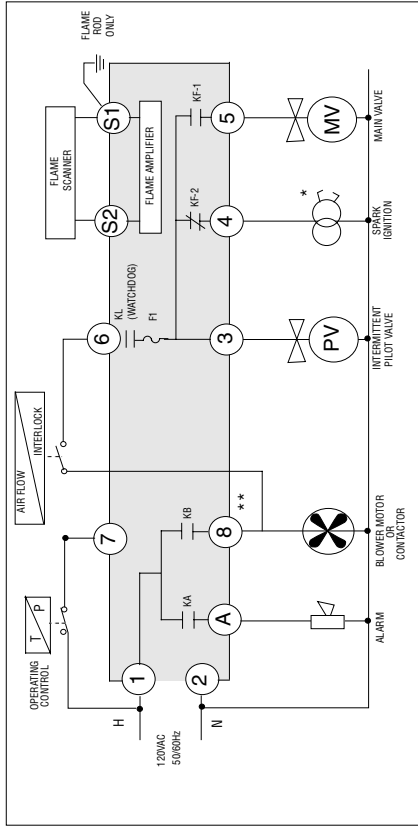 FLAME
ROD
ONLY
FLAME
SCANNER
S2
S1
FLAME AMPLIFIER
AIR FLOW
INTERLOCK
6
KL
(WATCHDOG)
F1
KF-2
KF-1
OPERATING
CONTROL
T P
7
H
1
KA
KB
120VAC
50/60Hz
N
2
A
8
**
3
4
5
*
PV
MV
ALARM
BLOWER MOTOR
OR
CONTACTOR
INTERMITTENT
PILOT VALVE
SPARK
IGNITION
MAIN VALVE